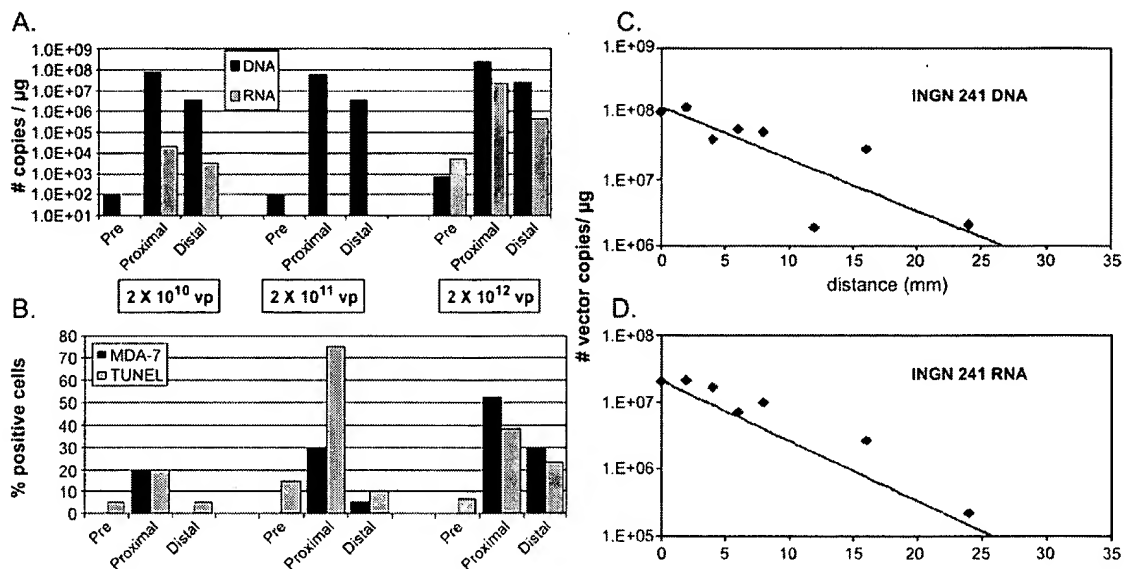 A.
1.0E+09
1.0E+08
1.0E+07
1.0E+06
1.0E+05
1.0E+04
1.0E+03
1.0E+02
1.0E+01
# copies / µg
DNA
RNA
Pre
Proximal
Distal
Pre
Proximal
Distal
Pre
Proximal
Distal
2 X 10¹⁰ vp
2 X 10¹¹ vp
2 X 10¹² vp
B.
80
70
60
50
40
30
20
10
0
% positive cells
MDA-7
TUNEL
Pre
Proximal
Distal
Pre
Proximal
Distal
Pre
Proximal
Distal
# vector copies/ µg
C.
1.E+09
1.E+08
1.E+07
1.E+06
INGN 241 DNA
0
5
10
15
20
25
30
35
distance (mm)
D.
1.E+08
1.E+07
1.E+06
1.E+05
INGN 241 RNA
0
5
10
15
20
25
30
35